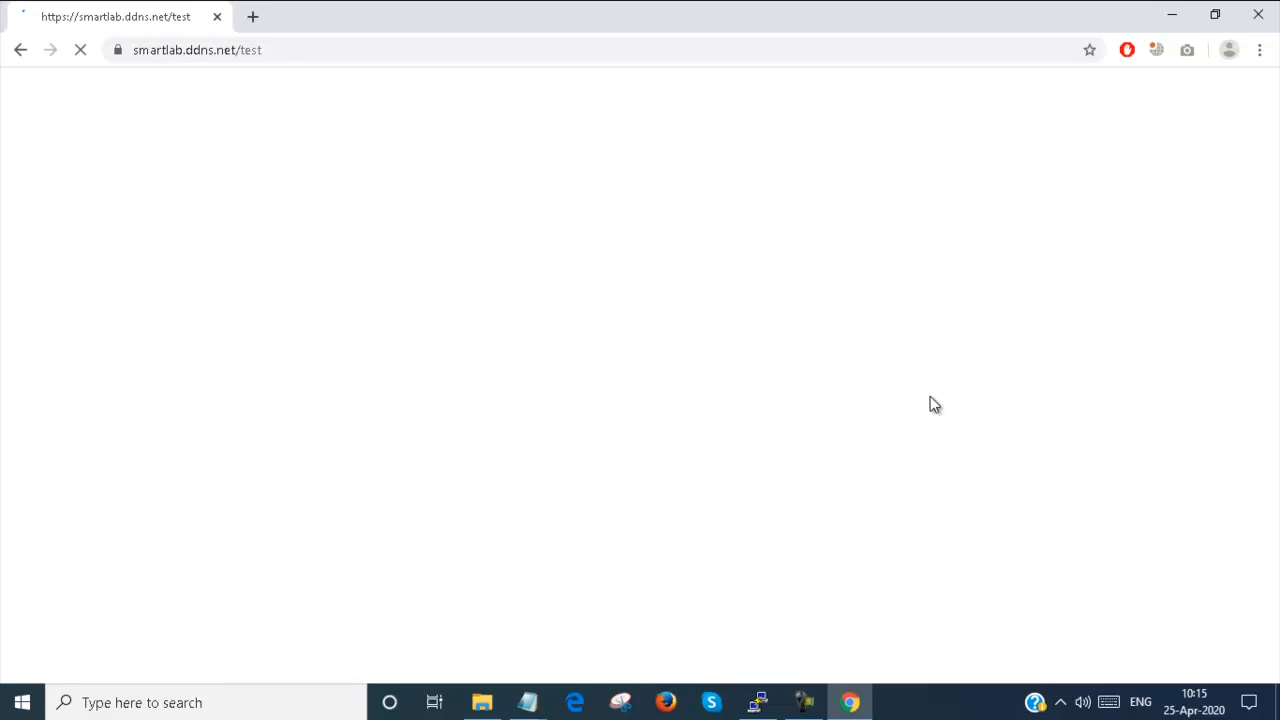 https://smartlab.ddns.net/test
smartlab.ddns.net/test
Type here to search
ENG
10:15
25-Apr-2020